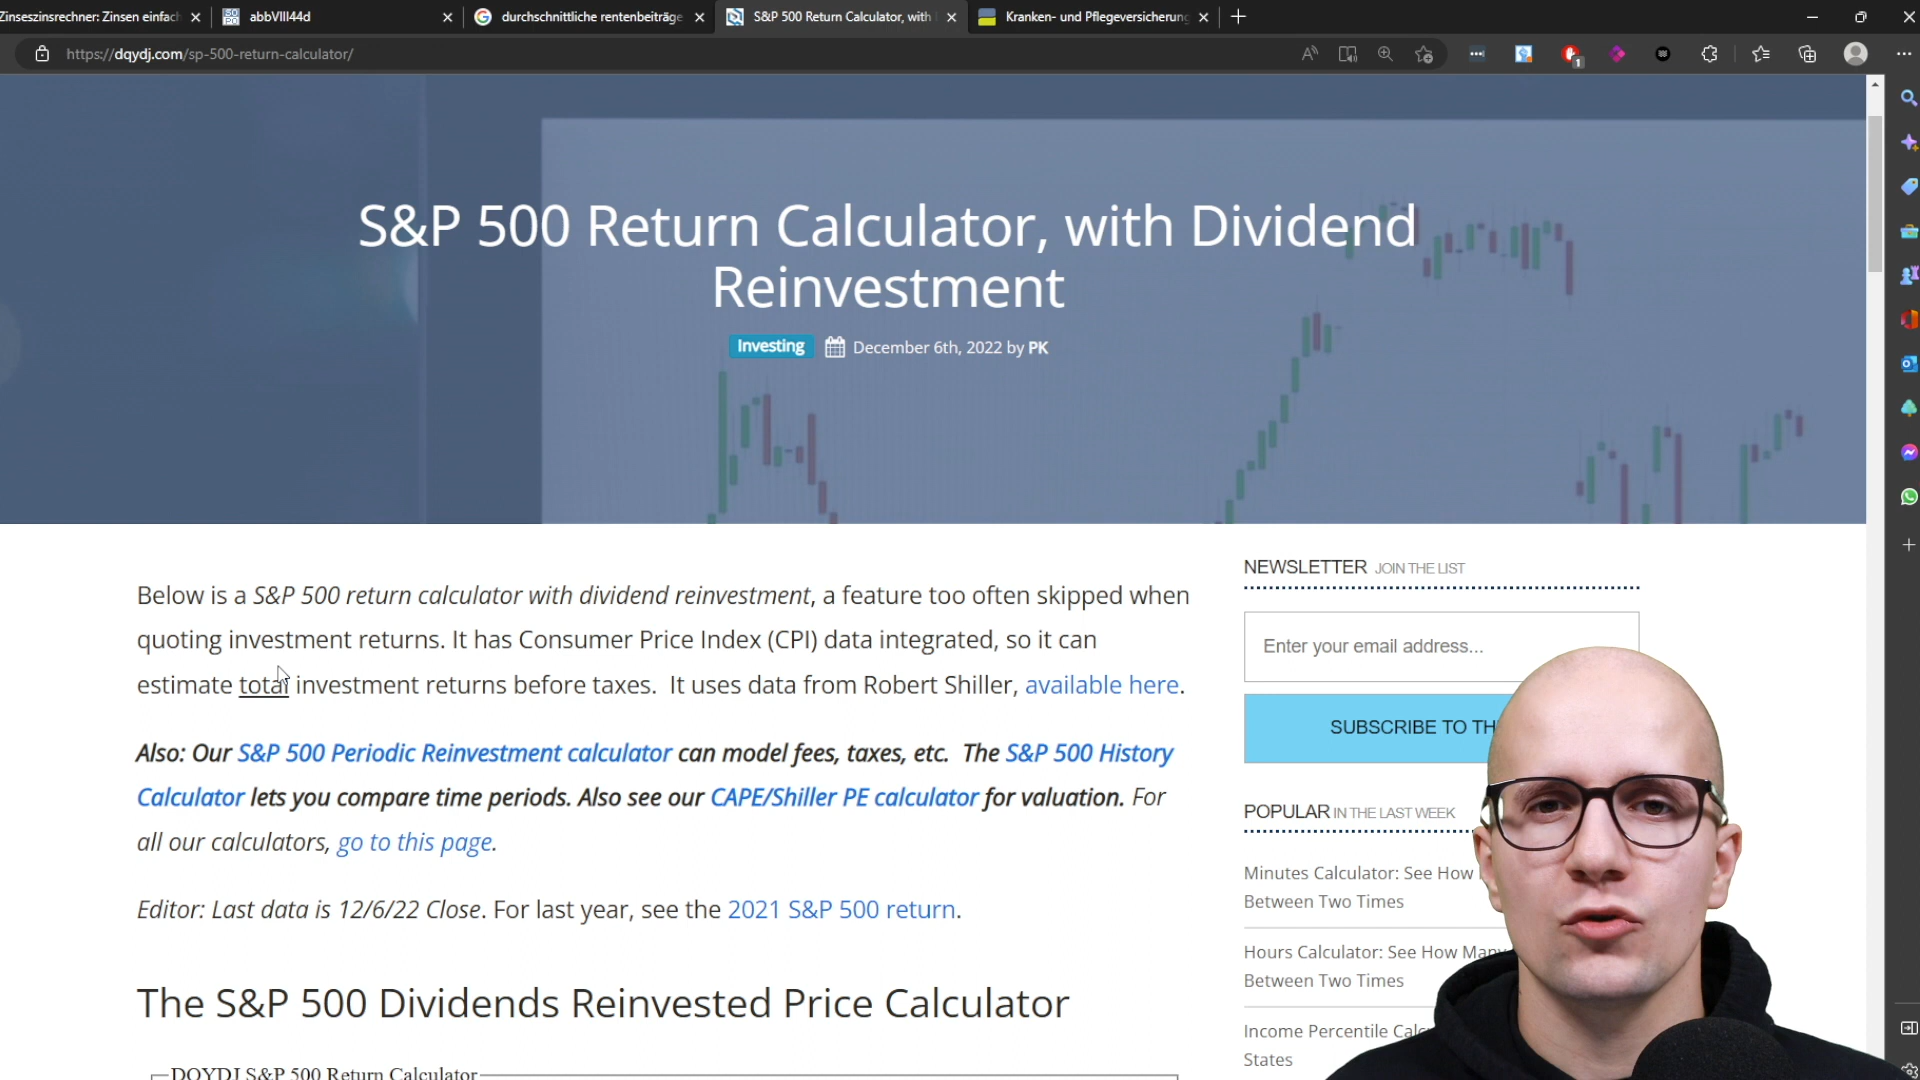 Zinseszinsrechner: Zinsen einfach
abbVIII44d
durchschnittliche rentenbeiträge
S&P 500 Return Calculator, with
Kranken- und Pflegeversicherung
https://dqydj.com/sp-500-return-calculator/
1
S&P 500 Return Calculator, with Dividend
Reinvestment
Investing December 6th, 2022 by PK
Below is a S&P 500 return calculator with dividend reinvestment, a feature too often skipped when
quoting investment returns. It has Consumer Price Index (CPI) data integrated, so it can
estimate total investment returns before taxes. It uses data from Robert Shiller, available here.
Also: Our S&P 500 Periodic Reinvestment calculator can model fees, taxes, etc. The S&P 500 History
Calculator lets you compare time periods. Also see our CAPE/Shiller PE calculator for valuation. For
all our calculators, go to this page.
Editor: Last data is 12/6/22 Close. For last year, see the 2021 S&P 500 return.
The S&P 500 Dividends Reinvested Price Calculator
DQYDJ S&P 500 Return Calculator
NEWSLETTER JOIN THE LIST
Enter your email address...
SUBSCRIBE TO TH
POPULAR IN THE LAST WEEK
Minutes Calculator: See How
Between Two Times
Hours Calculator: See How Many
Between Two Times
Income Percentile Calc
States